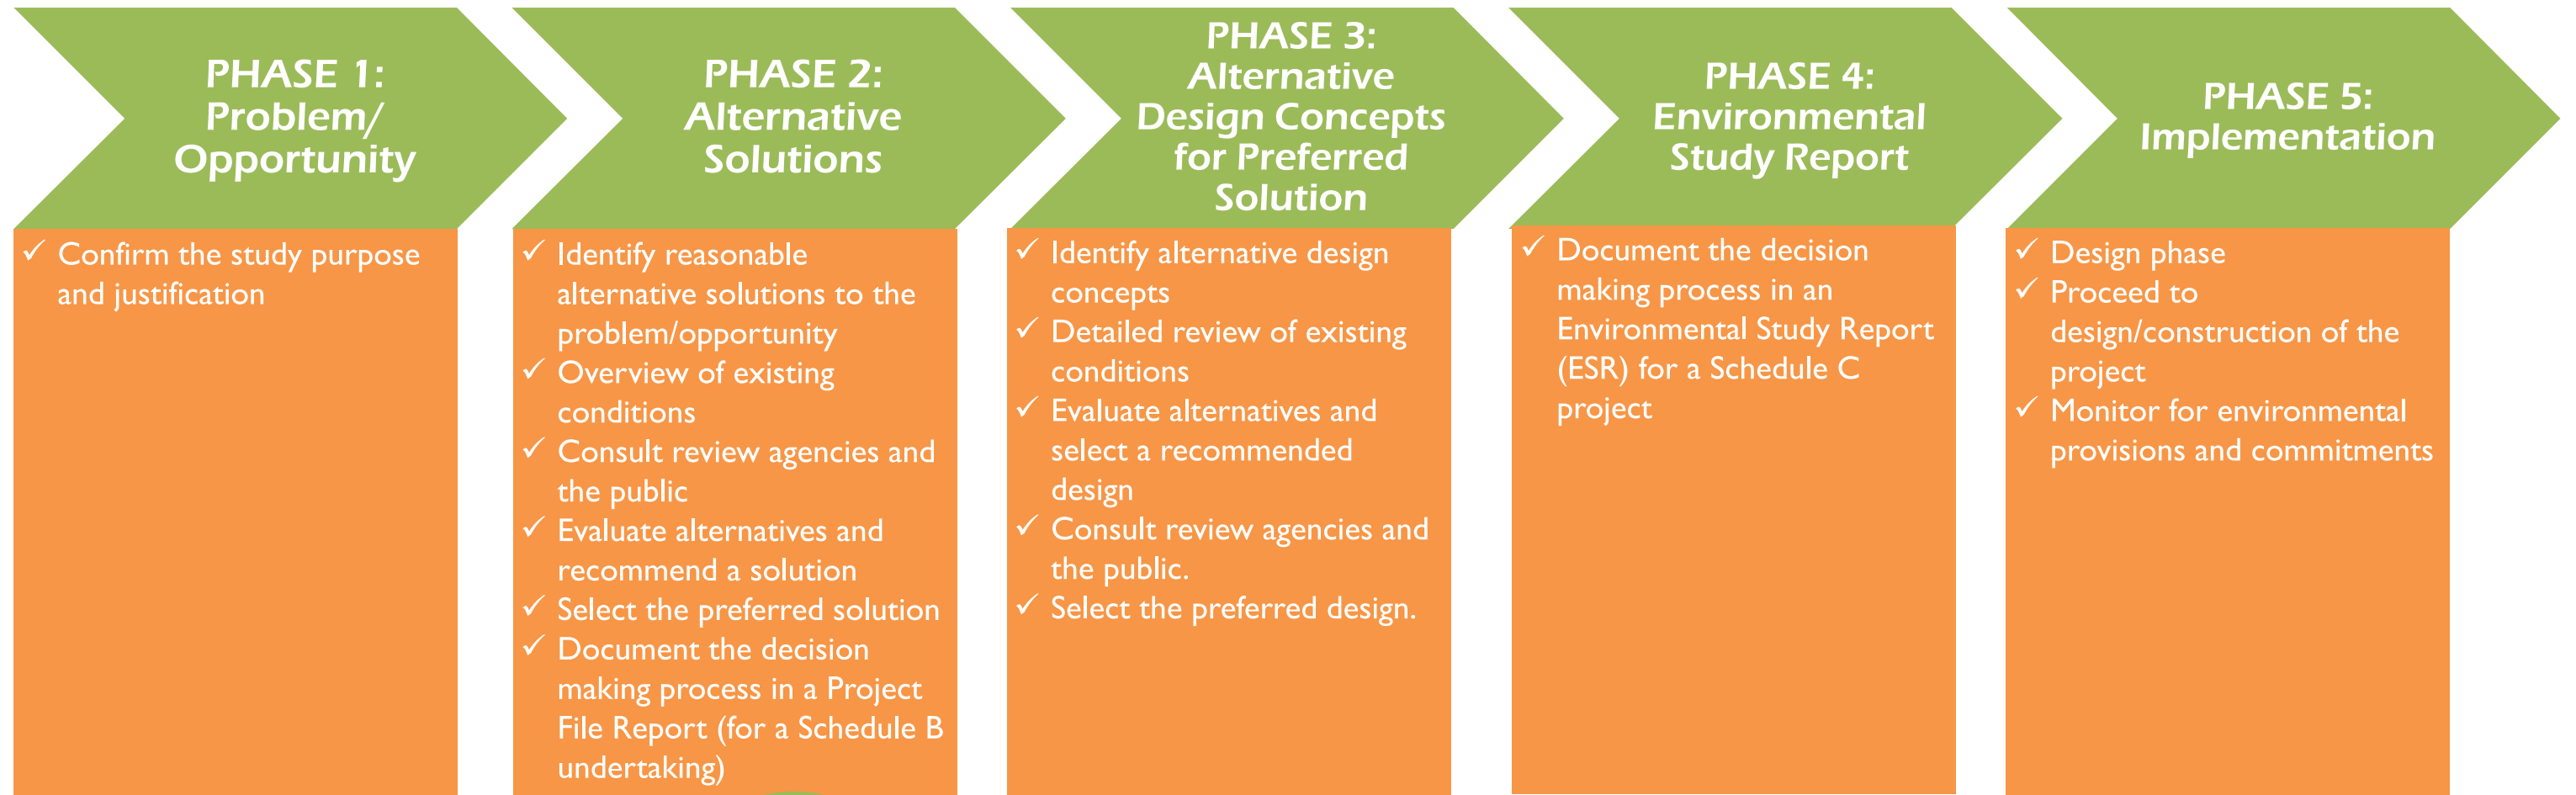 PHASE 1:
Problem/
Opportunity
✓ Confirm the study purpose
and justification
PHASE 2:
Alternative
Solutions
✓ Identify reasonable
alternative solutions to the
problem/opportunity
✓ Overview of existing
conditions
✓ Consult review agencies and
the public
✓ Evaluate alternatives and
recommend a solution
✓ Select the preferred solution
✓ Document the decision
making process in a Project
File Report (for a Schedule B
undertaking)
PHASE 3:
Alternative
Design Concepts
for Preferred
Solution
✓ Identify alternative design
concepts
✓ Detailed review of existing
conditions
✓ Evaluate alternatives and
select a recommended
design
✓ Consult review agencies and
the public.
✓ Select the preferred design.
PHASE 4:
Environmental
Study Report
✓ Document the decision
making process in an
Environmental Study Report
(ESR) for a Schedule C
project
PHASE 5:
Implementation
✓ Design phase
✓ Proceed to
design/construction of the
project
✓ Monitor for environmental
provisions and commitments